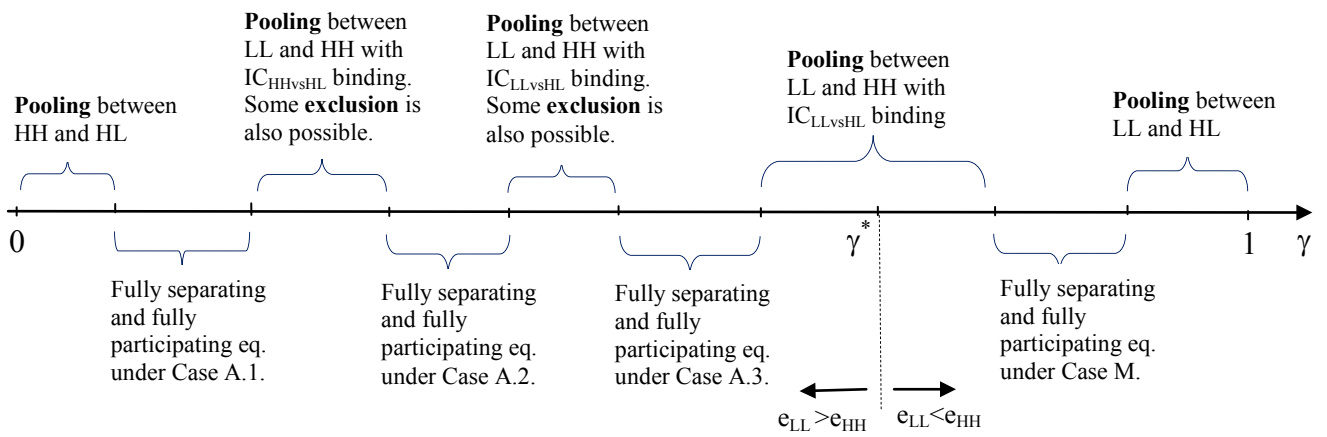 Pooling between
HH and HL
Pooling between
LL and HH with
IC_HHvsHL binding.
Some exclusion is
also possible.
Pooling between
LL and HH with
IC_LLvsHL binding.
Some exclusion is
also possible.
Pooling between
LL and HH with
IC_LLvsHL binding
Pooling between
LL and HL
0
γ*
1
γ
Fully separating
and fully
participating eq.
under Case A.1.
Fully separating
and fully
participating eq.
under Case A.2.
Fully separating
and fully
participating eq.
under Case A.3.
Fully separating
and fully
participating eq.
under Case M.
e_LL >e_HH
e_LL<e_HH